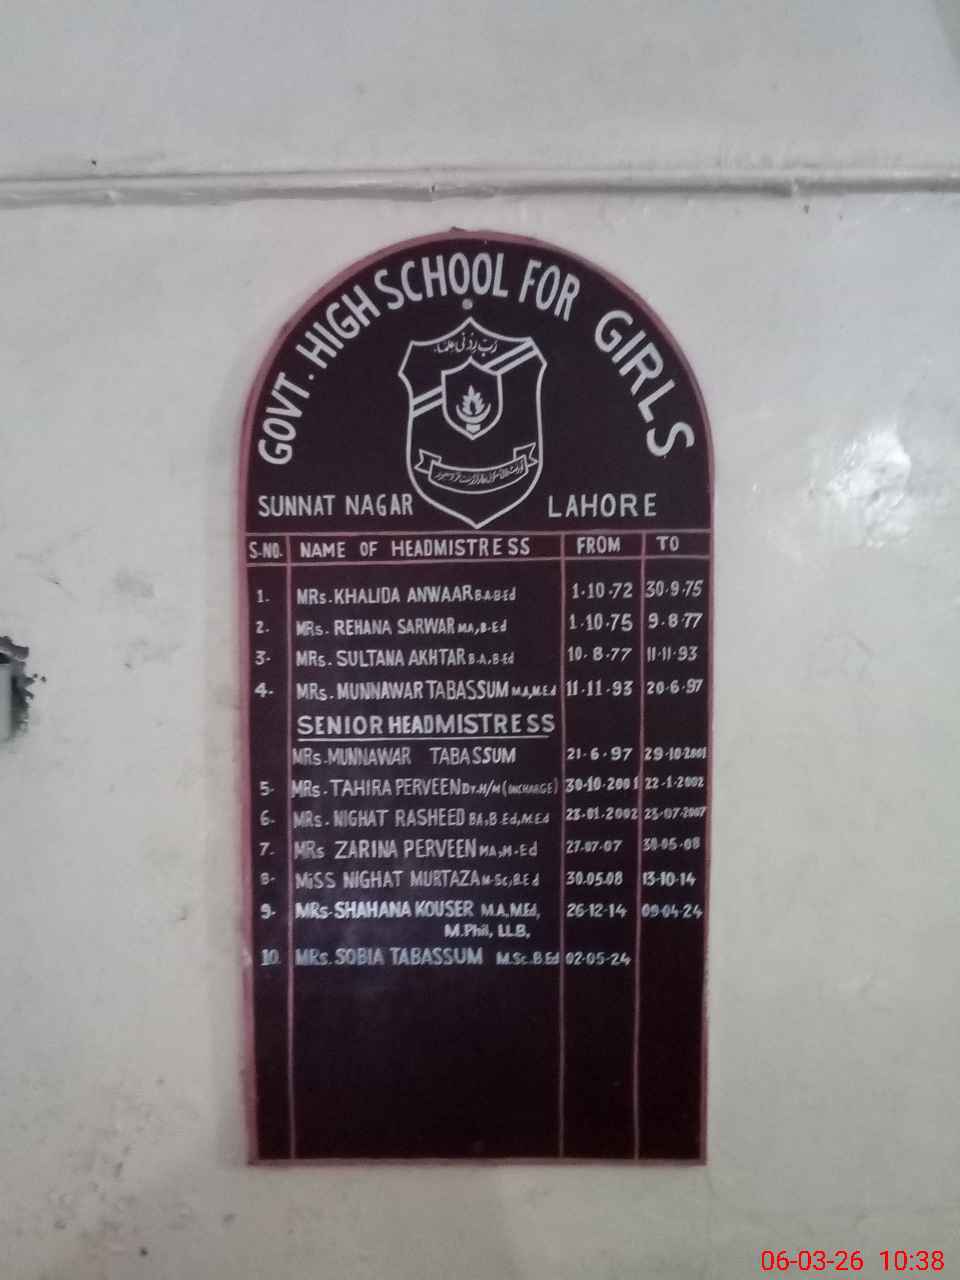 GOVT. HIGH SCHOOL FOR GIRLS
رب زدنی علما
SUNNAT NAGAR LAHORE
S-NO. NAME OF HEADMISTRESS FROM TO
1. MRs. KHALIDA ANWAAR B.A.B.Ed 1.10.72 30.9.75
2. MRs. REHANA SARWAR MA,B.Ed 1.10.75 9.8.77
3. MRs. SULTANA AKHTAR B.A,B.Ed 10.8.77 11.11.93
4. MRs. MUNNAWAR TABASSUM M.A,M.Ed 11.11.93 20.6.97
SENIOR HEADMISTRESS
MRs. MUNNAWAR TABASSUM 21.6.97 29.10.2001
5. MRs. TAHIRA PERVEEN Dy.H/M (INCHARGE) 30.10.2001 22.1.2002
6. MRs. NIGHAT RASHEED BA,B.Ed,M.Ed 23.01.2002 23.07.2007
7. MRs ZARINA PERVEEN MA,M.Ed 27.07.07 30.05.08
8. MiSS NIGHAT MURTAZA M.Sc,B.Ed 30.05.08 13-10-14
9. MRs. SHAHANA KOUSER M.A.M.Ed, 26-12-14 09-04-24
M.Phil, LLB,
10. MRs. SOBIA TABASSUM M.Sc.B.Ed 02-05-24
06-03-26 10:38